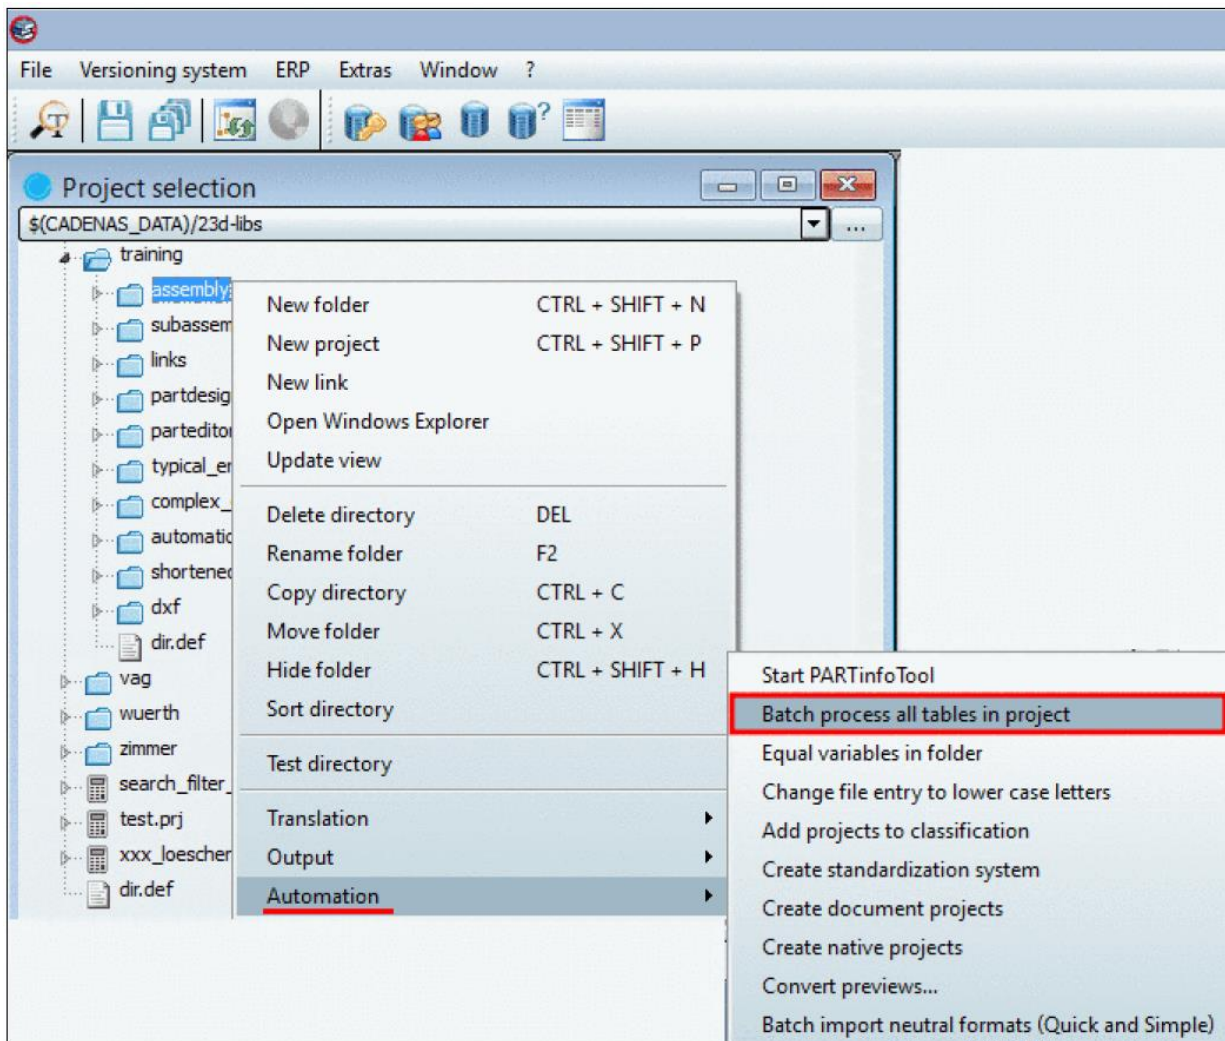 File Versioning system ERP Extras Window ?
Project selection
$(CADENAS_DATA)/23d-libs
...
training
assembly
subassem
links
partdesig
parteditor
typical_er
complex_
automatic
shortened
dxf
dir.def
vag
wuerth
zimmer
search_filter_
test.prj
xxx_loescher
dir.def
New folder CTRL + SHIFT + N
New project CTRL + SHIFT + P
New link
Open Windows Explorer
Update view
Delete directory DEL
Rename folder F2
Copy directory CTRL + C
Move folder CTRL + X
Hide folder CTRL + SHIFT + H
Sort directory
Test directory
Translation
Output
Automation
Start PARTinfoTool
Batch process all tables in project
Equal variables in folder
Change file entry to lower case letters
Add projects to classification
Create standardization system
Create document projects
Create native projects
Convert previews...
Batch import neutral formats (Quick and Simple)